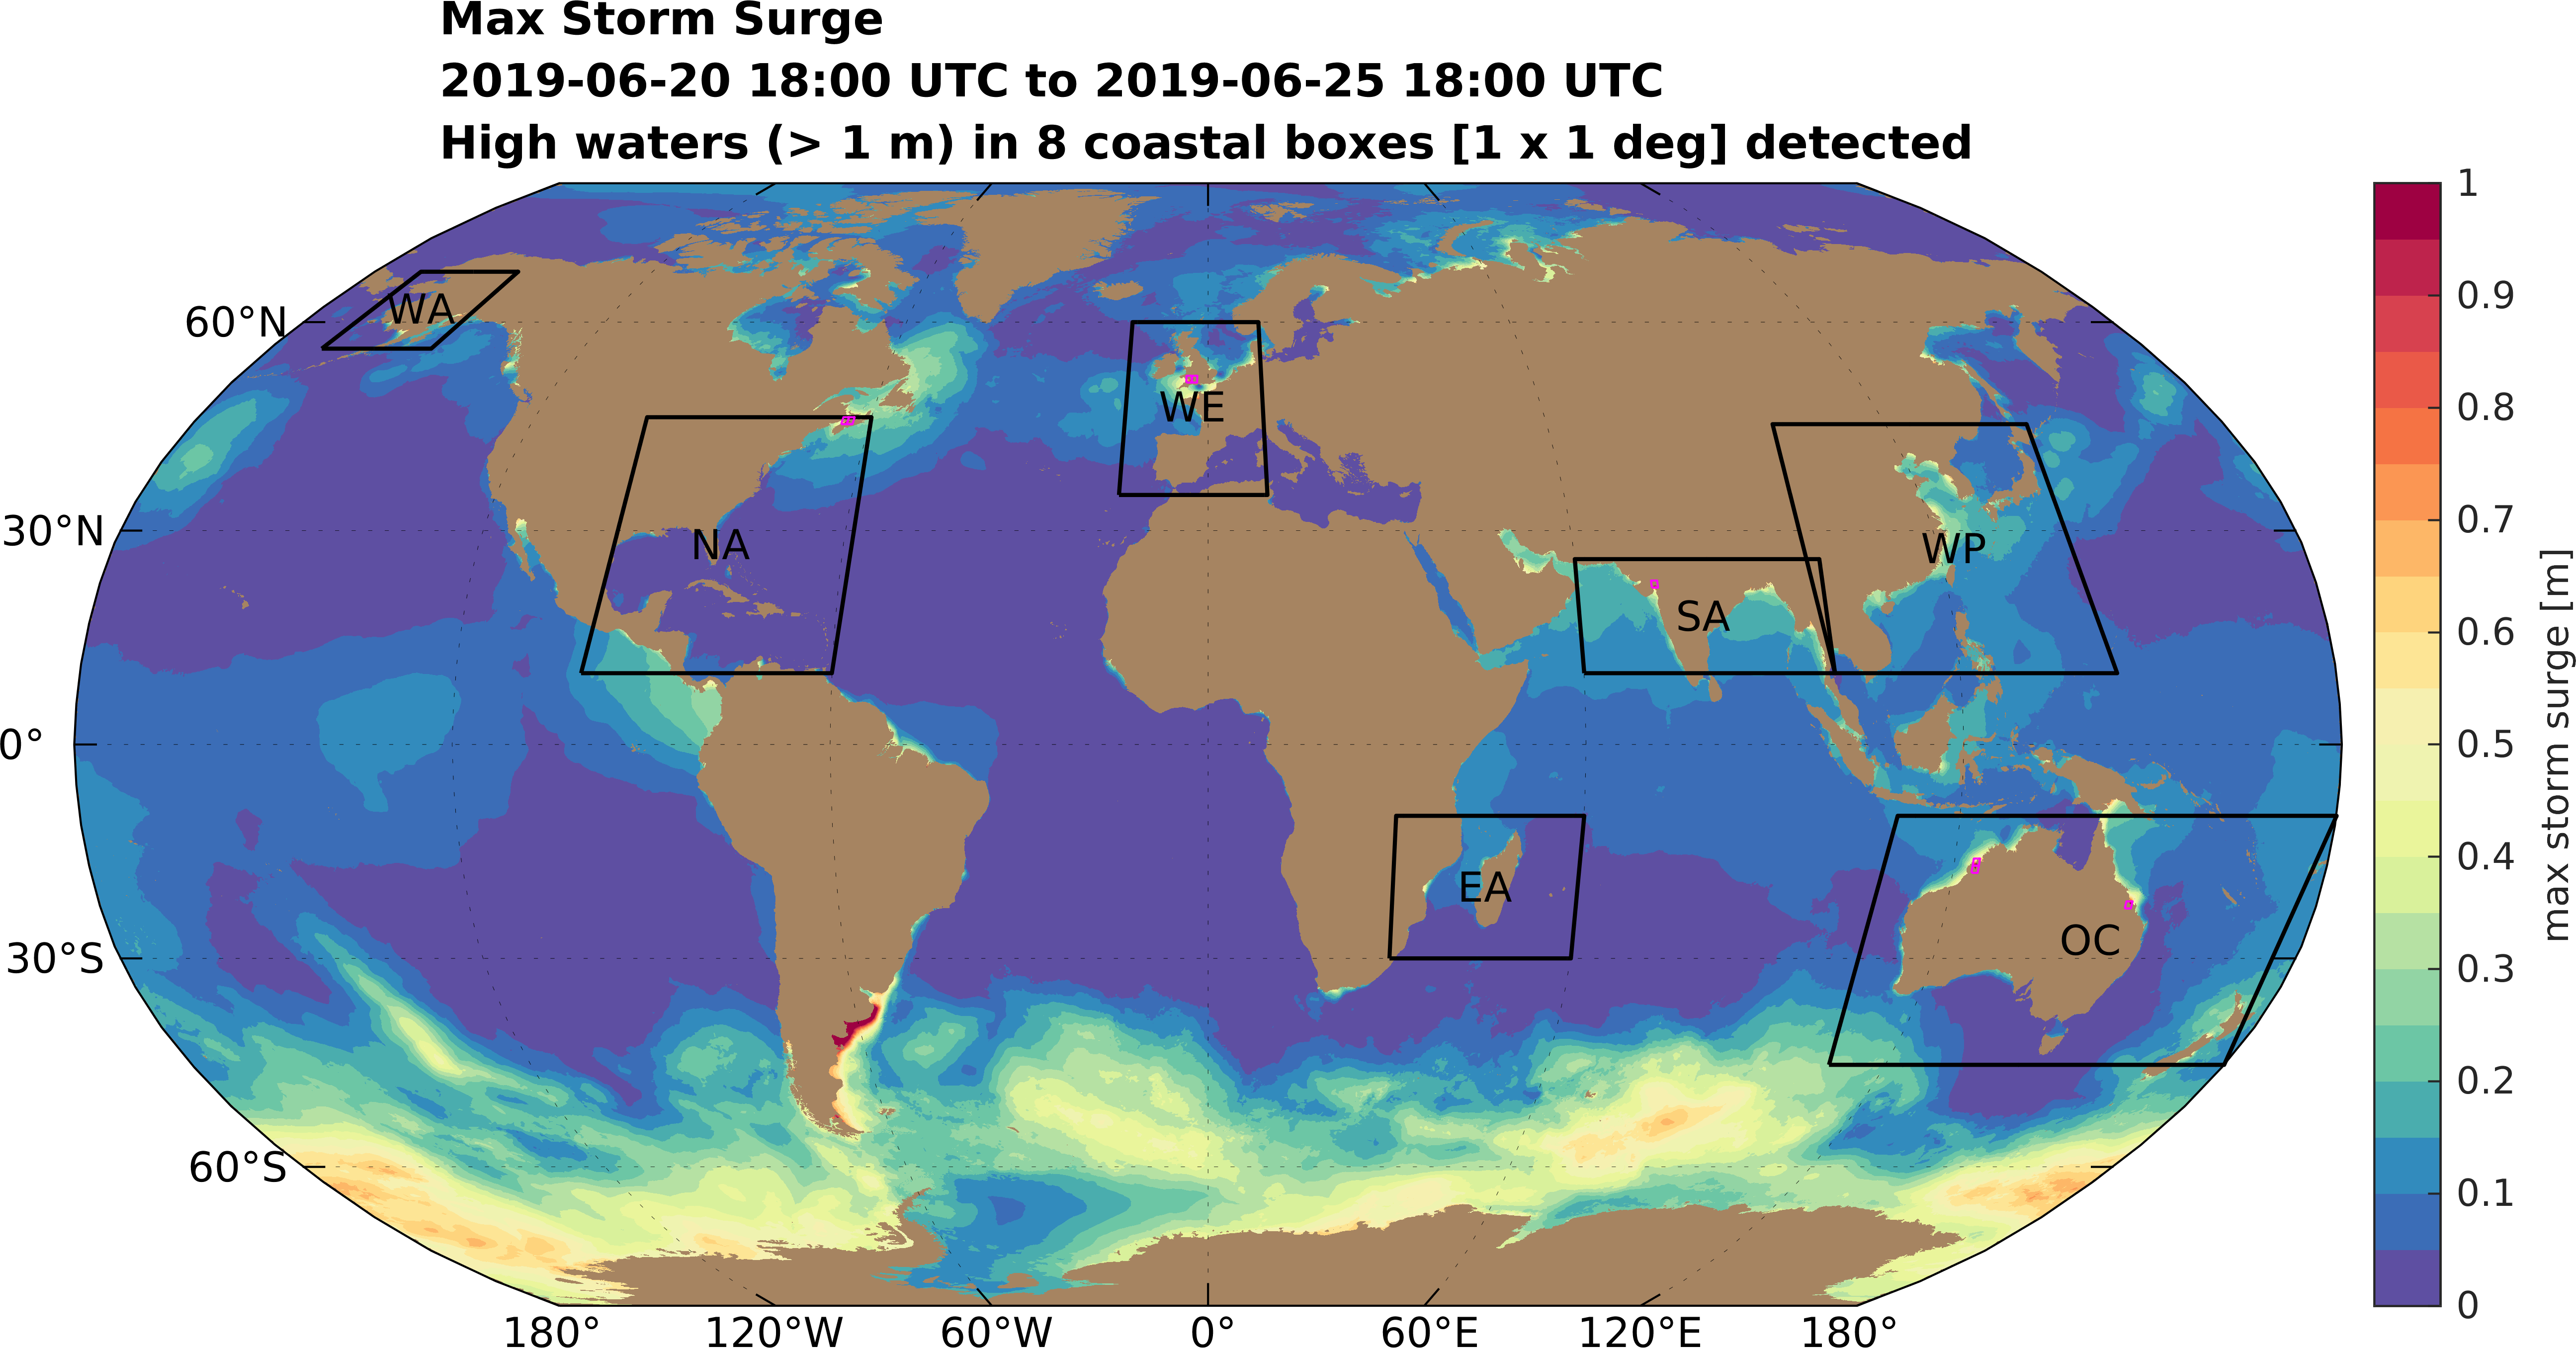 Max Storm Surge
2019-06-20 18:00 UTC to 2019-06-25 18:00 UTC
High waters (> 1 m) in 8 coastal boxes [1 x 1 deg] detected
1
0.9
0.8
0.7
0.6
0.5
0.4
0.3
0.2
0.1
0
max storm surge [m]
60°N
30°N
0°
30°S
60°S
WA
WE
NA
WP
SA
EA
OC
180° 120°W 60°W 0° 60°E 120°E 180°